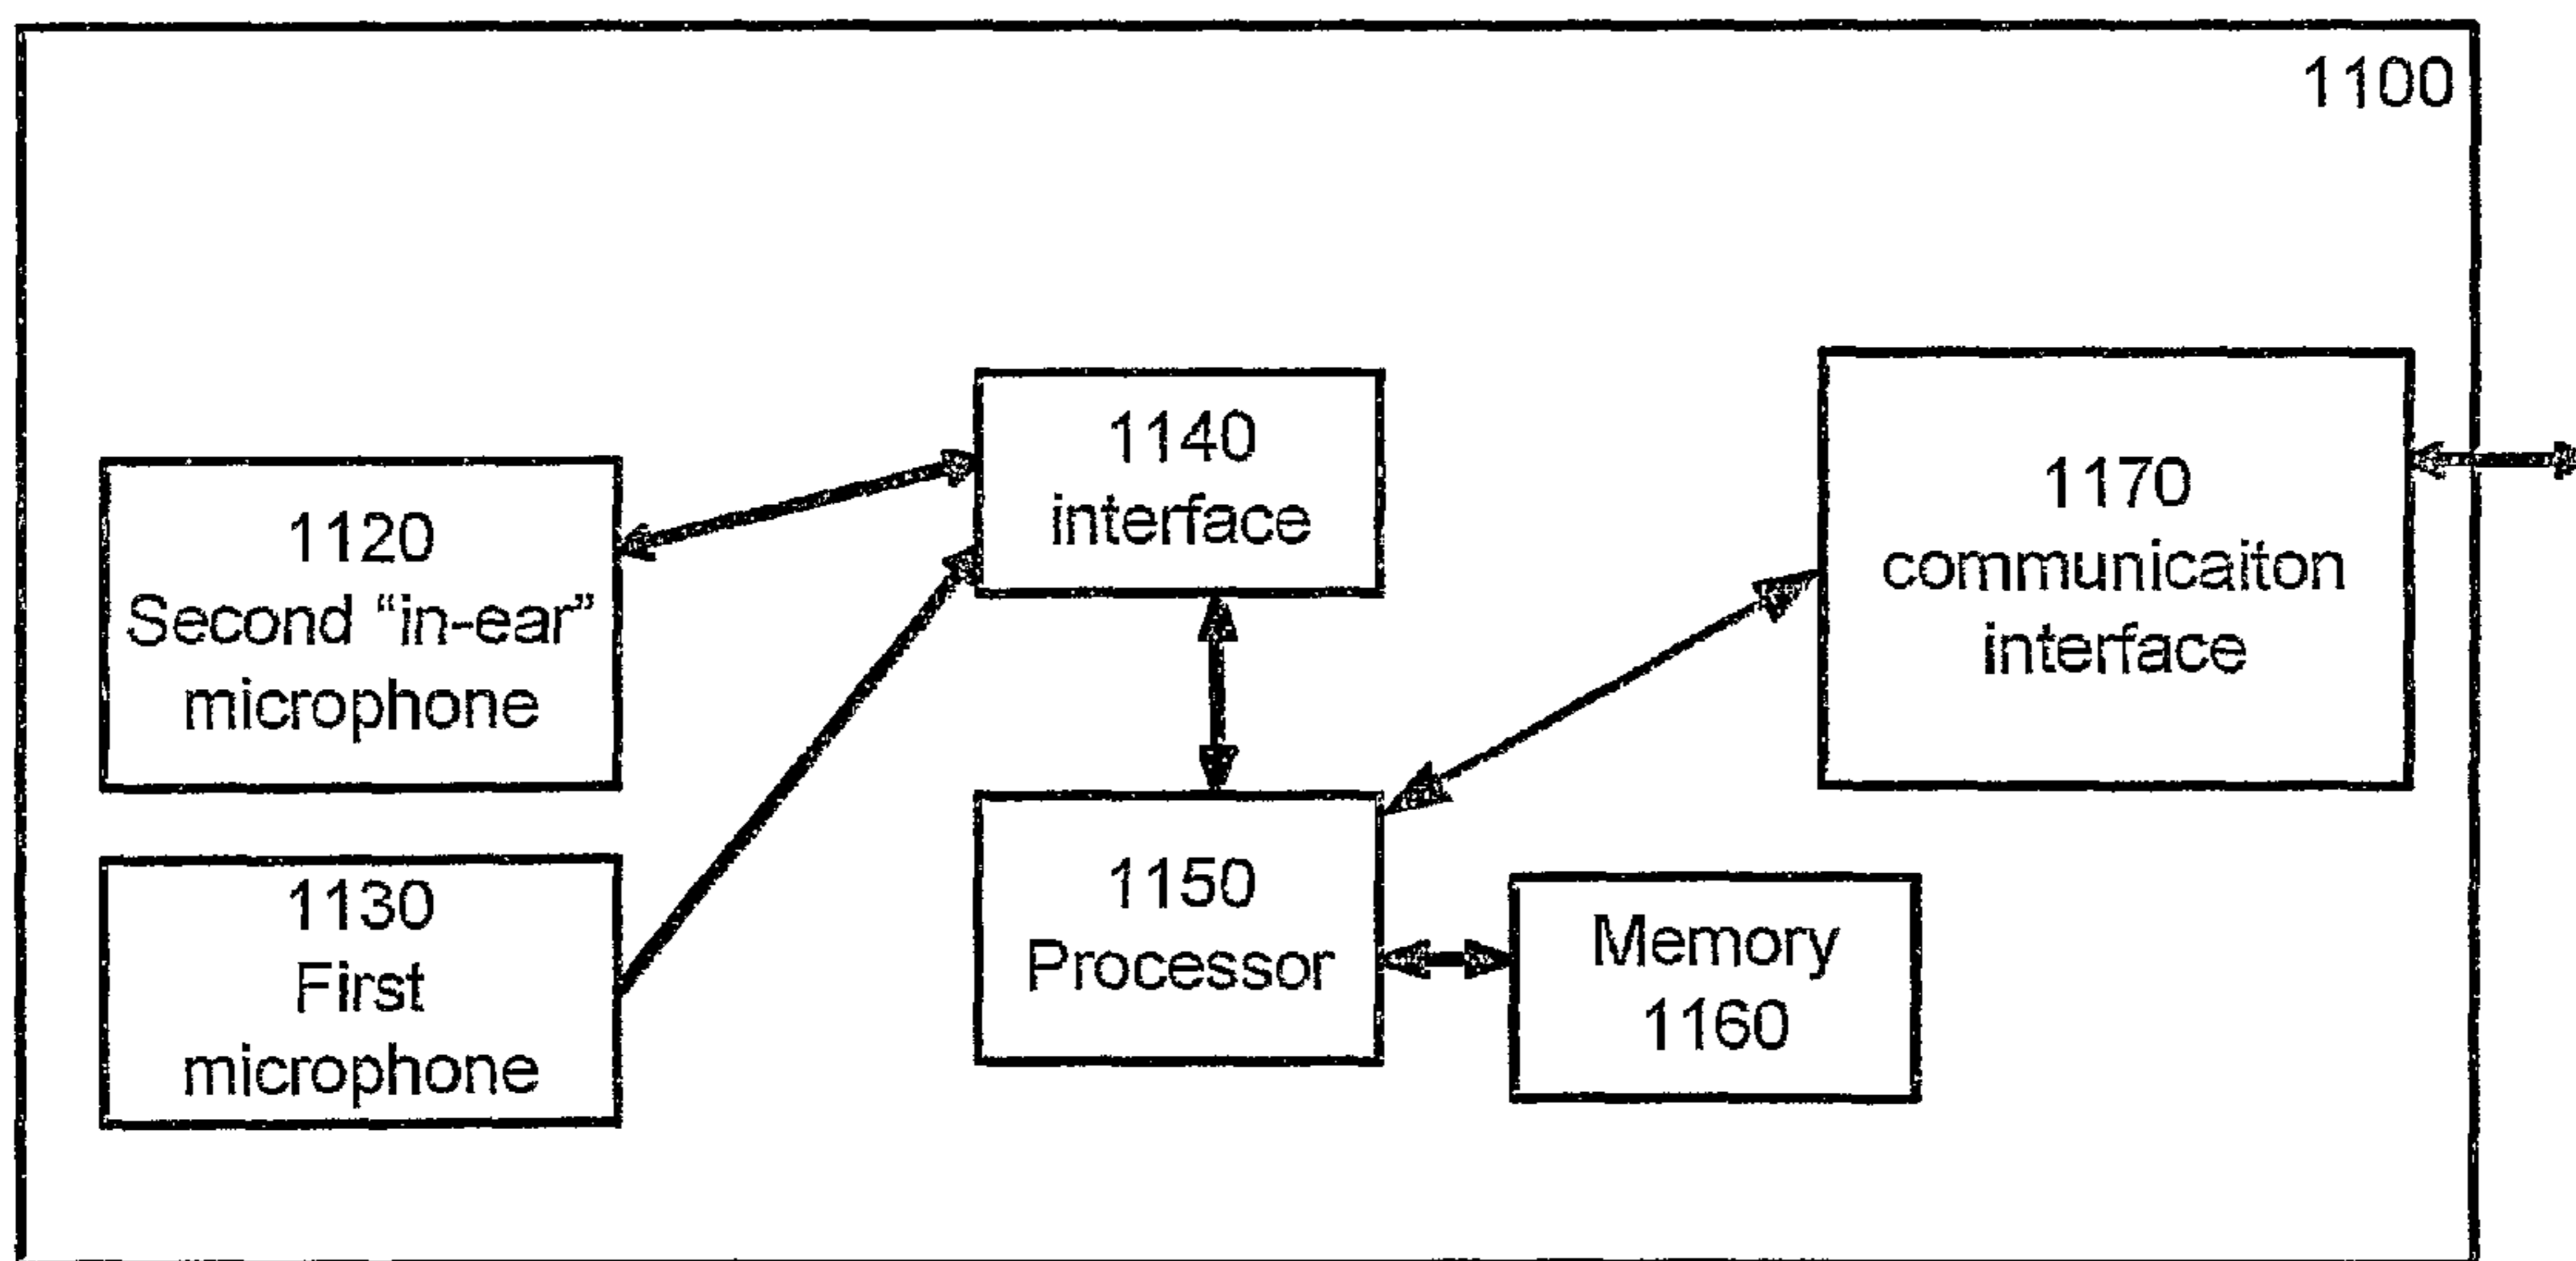 1100
1140
interface
1170
communicaiton
interface
1120
Second “in-ear”
microphone
1130
First
microphone
1150
Processor
Memory
1160